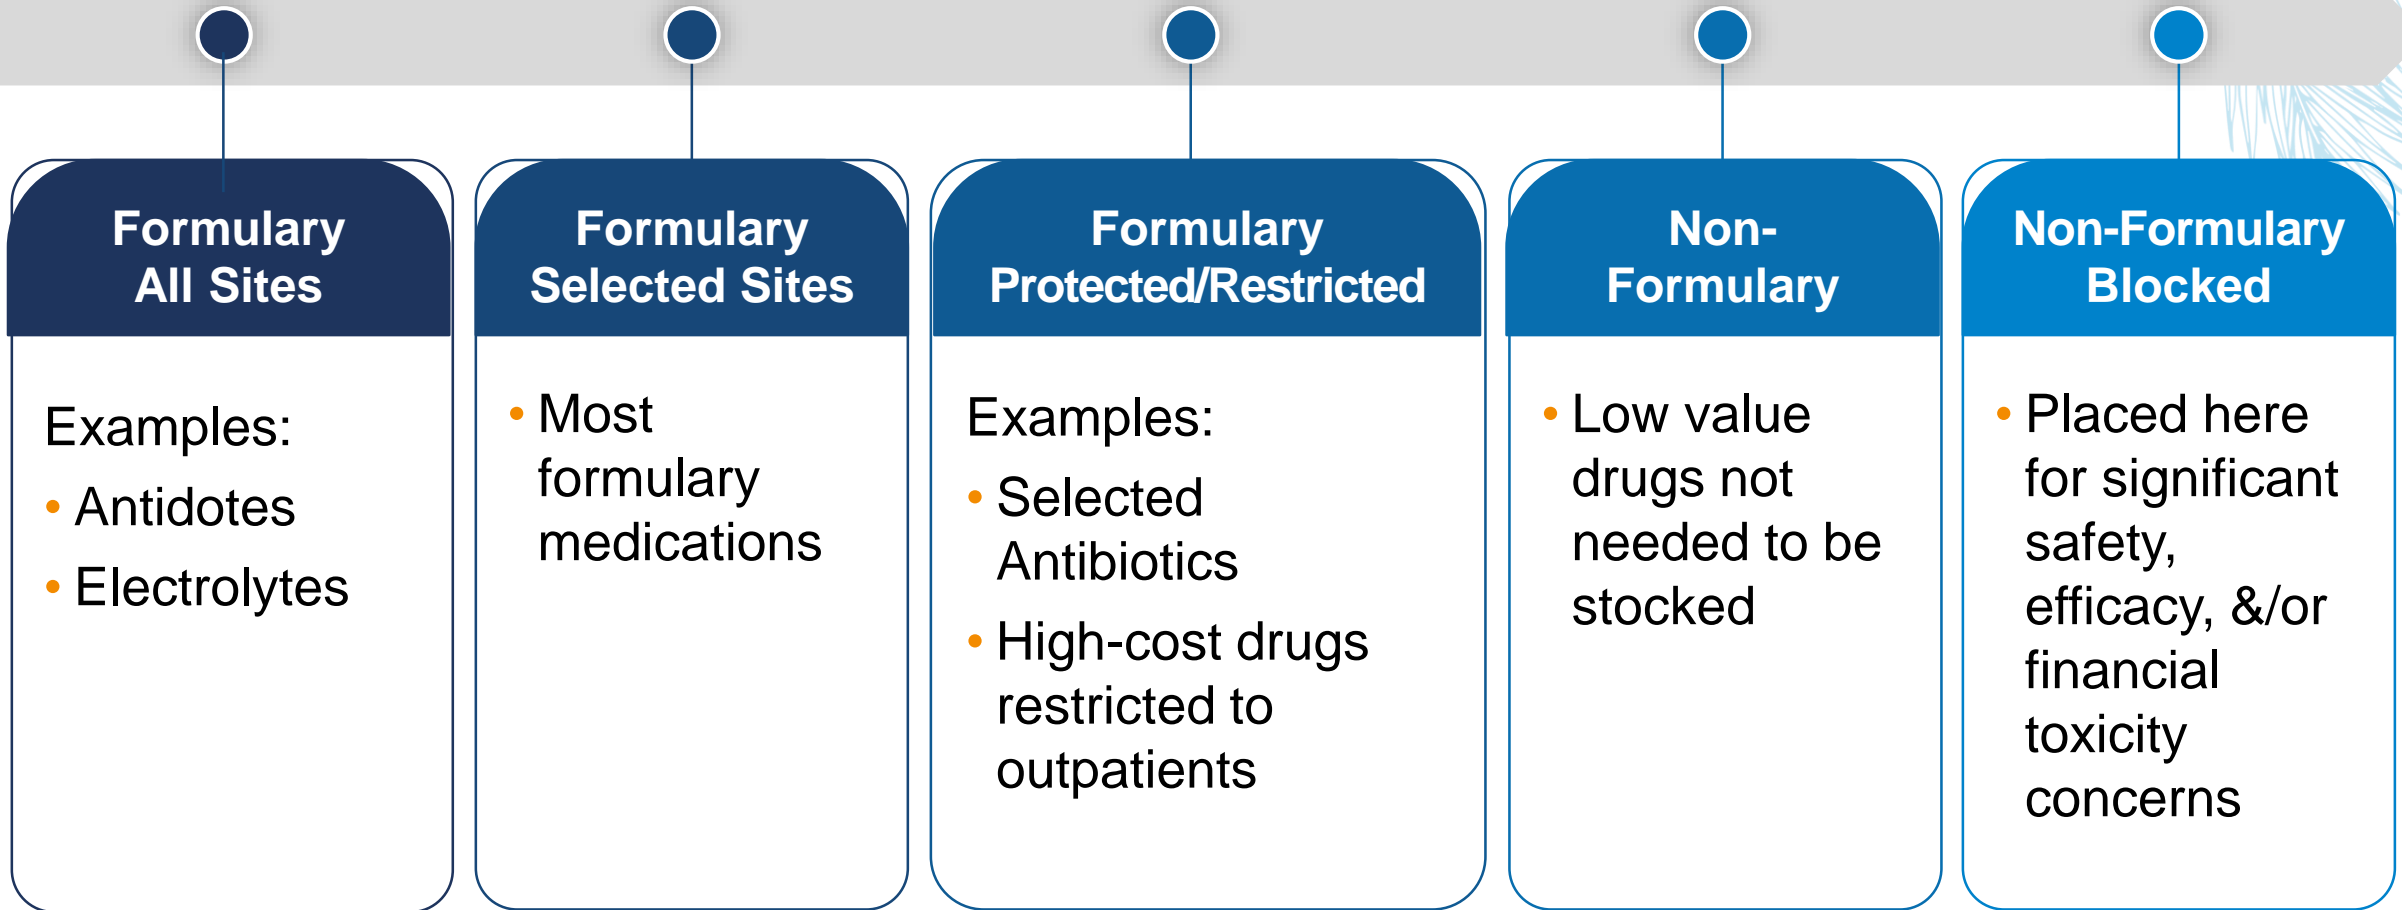 Formulary
All Sites
Examples:
• Antidotes
• Electrolytes
Formulary
Selected Sites
• Most
formulary
medications
Formulary
Protected/Restricted
Examples:
• Selected
Antibiotics
• High-cost drugs
restricted to
outpatients
Non-
Formulary
• Low value
drugs not
needed to be
stocked
Non-Formulary
Blocked
• Placed here
for significant
safety,
efficacy, &/or
financial
toxicity
concerns